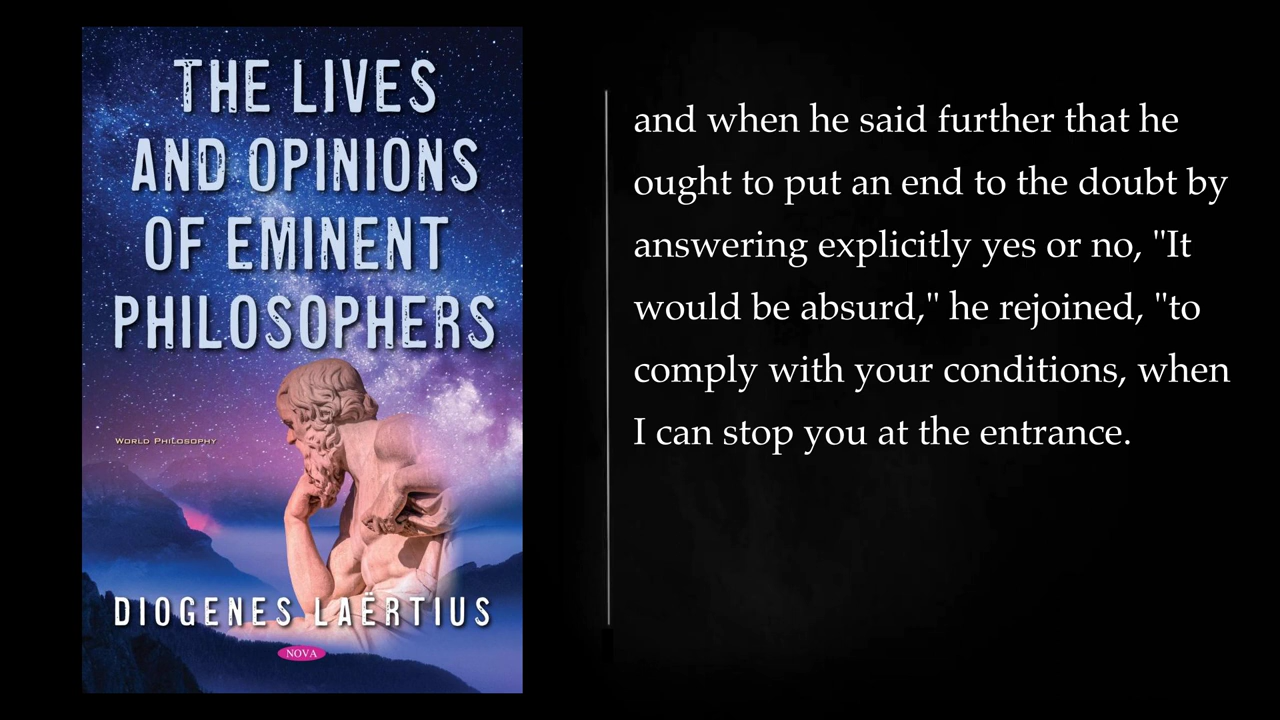 THE LIVES
AND OPINIONS
OF EMINENT
PHILOSOPHERS
WORLD PHILOSOPHY
DIOGENES LAËRTIUS
NOVA
and when he said further that he
ought to put an end to the doubt by
answering explicitly yes or no, "It
would be absurd," he rejoined, "to
comply with your conditions, when
I can stop you at the entrance.